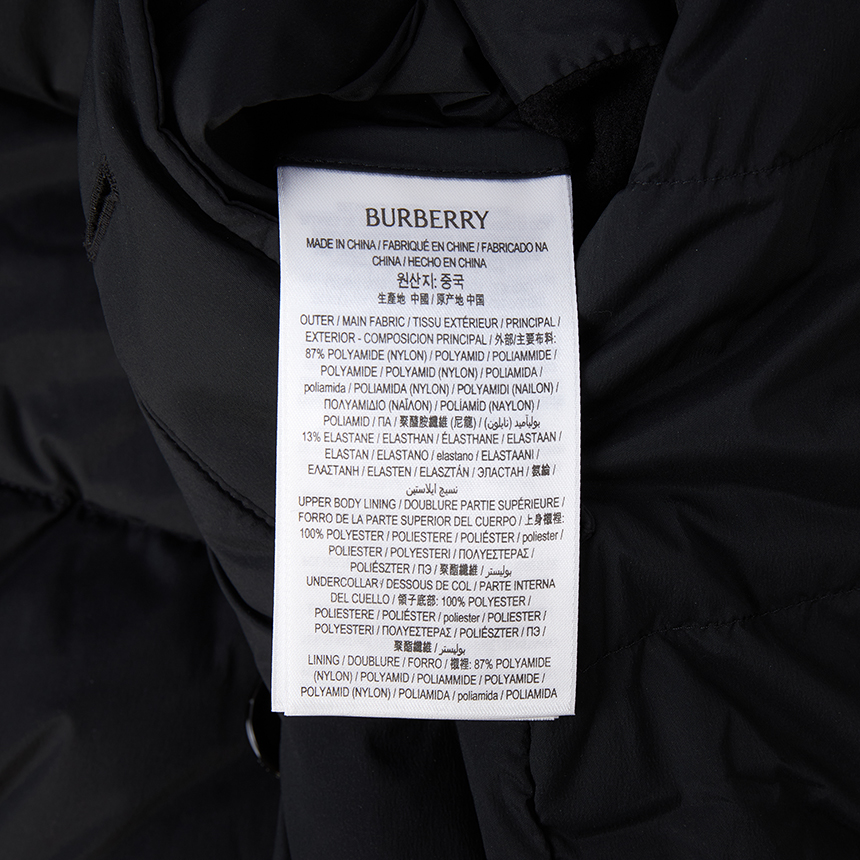 BURBERRY
MADE IN CHINA / FABRIQUÉ EN CHINE / FABRICADO NA
CHINA / HECHO EN CHINA
원산지: 중국
生產地 中國 / 原产地 中国
OUTER / MAIN FABRIC / TISSU EXTÉRIEUR / PRINCIPAL /
EXTERIOR - COMPOSICION PRINCIPAL / 外部/主要布料:
87% POLYAMIDE (NYLON) / POLYAMID / POLIAMMIDE /
POLYAMIDE / POLYAMID (NYLON) / POLIAMIDA /
poliamida / POLIAMIDA (NYLON) / POLYAMIDI (NAILON) /
ΠΟΛΥΑΜΙΔΙΟ (ΝΑΪΛΟΝ) / POLÍAMÍD (NAYLON) /
POLIAMID / ПА / 聚醯胺纖維 (尼龍) / بولياميد (نايلون) /
13% ELASTANE / ELASTHAN / ÉLASTHANE / ELASTAAN /
ELASTAN / ELASTANO / elastano / ELASTAANI /
ΕΛΑΣΤΑΝΗ / ELASTEN / ELASZTÁN / ЭЛАСТАН / 氨綸 /
نسيج ايلاستين
UPPER BODY LINING / DOUBLURE PARTIE SUPÉRIEURE /
FORRO DE LA PARTE SUPERIOR DEL CUERPO / 上身襯裡:
100% POLYESTER / POLIESTERE / POLIÉSTER / poliester /
POLIESTER / POLYESTERI / ΠΟΛΥΕΣΤΕΡΑΣ /
POLIÉSZTER / ПЭ / 聚酯纖維 / بوليستر /
UNDERCOLLAR / DESSOUS DE COL / PARTE INTERNA
DEL CUELLO / 領子底部: 100% POLYESTER /
POLIESTERE / POLIÉSTER / poliester / POLIESTER /
POLYESTERI / ΠΟΛΥΕΣΤΕΡΑΣ / POLIÉSZTER / ПЭ /
聚酯纖維 / بوليستر /
LINING / DOUBLURE / FORRO / 襯裡: 87% POLYAMIDE
(NYLON) / POLYAMID / POLIAMMIDE / POLYAMIDE /
POLYAMID (NYLON) / POLIAMIDA / poliamida / POLIAMIDA